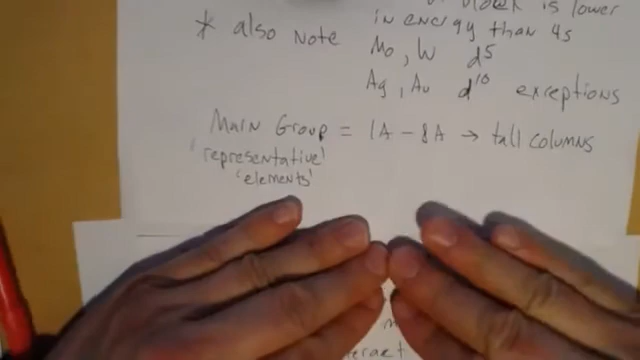 block is lower
* also note in energy than 4s
Mo, W d⁵
Ag, Au d¹⁰ exceptions
Main Group = 1A - 8A → tall columns
'representative'
'elements'